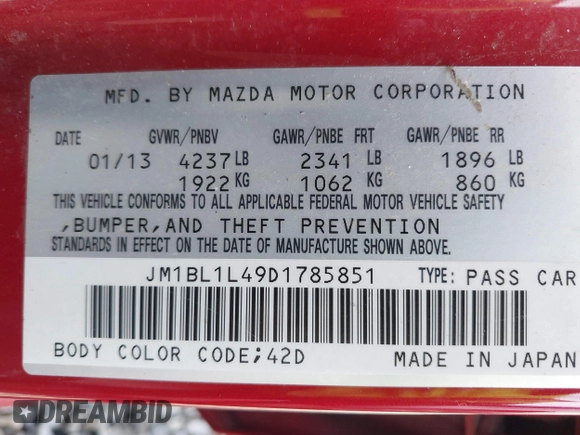 MFD. BY MAZDA MOTOR CORPORATION
DATE GVWR/PNBV GAWR/PNBE FRT GAWR/PNBE RR
01/13 4237 LB 2341 LB 1896 LB
1922 KG 1062 KG 860 KG
THIS VEHICLE CONFORMS TO ALL APPLICABLE FEDERAL MOTOR VEHICLE SAFETY
,BUMPER,AND THEFT PREVENTION
STANDARDS IN EFFECT ON THE DATE OF MANUFACTURE SHOWN ABOVE.
JM1BL1L49D1785851 TYPE: PASS CAR
BODY COLOR CODE;42D MADE IN JAPAN
DREAMBID